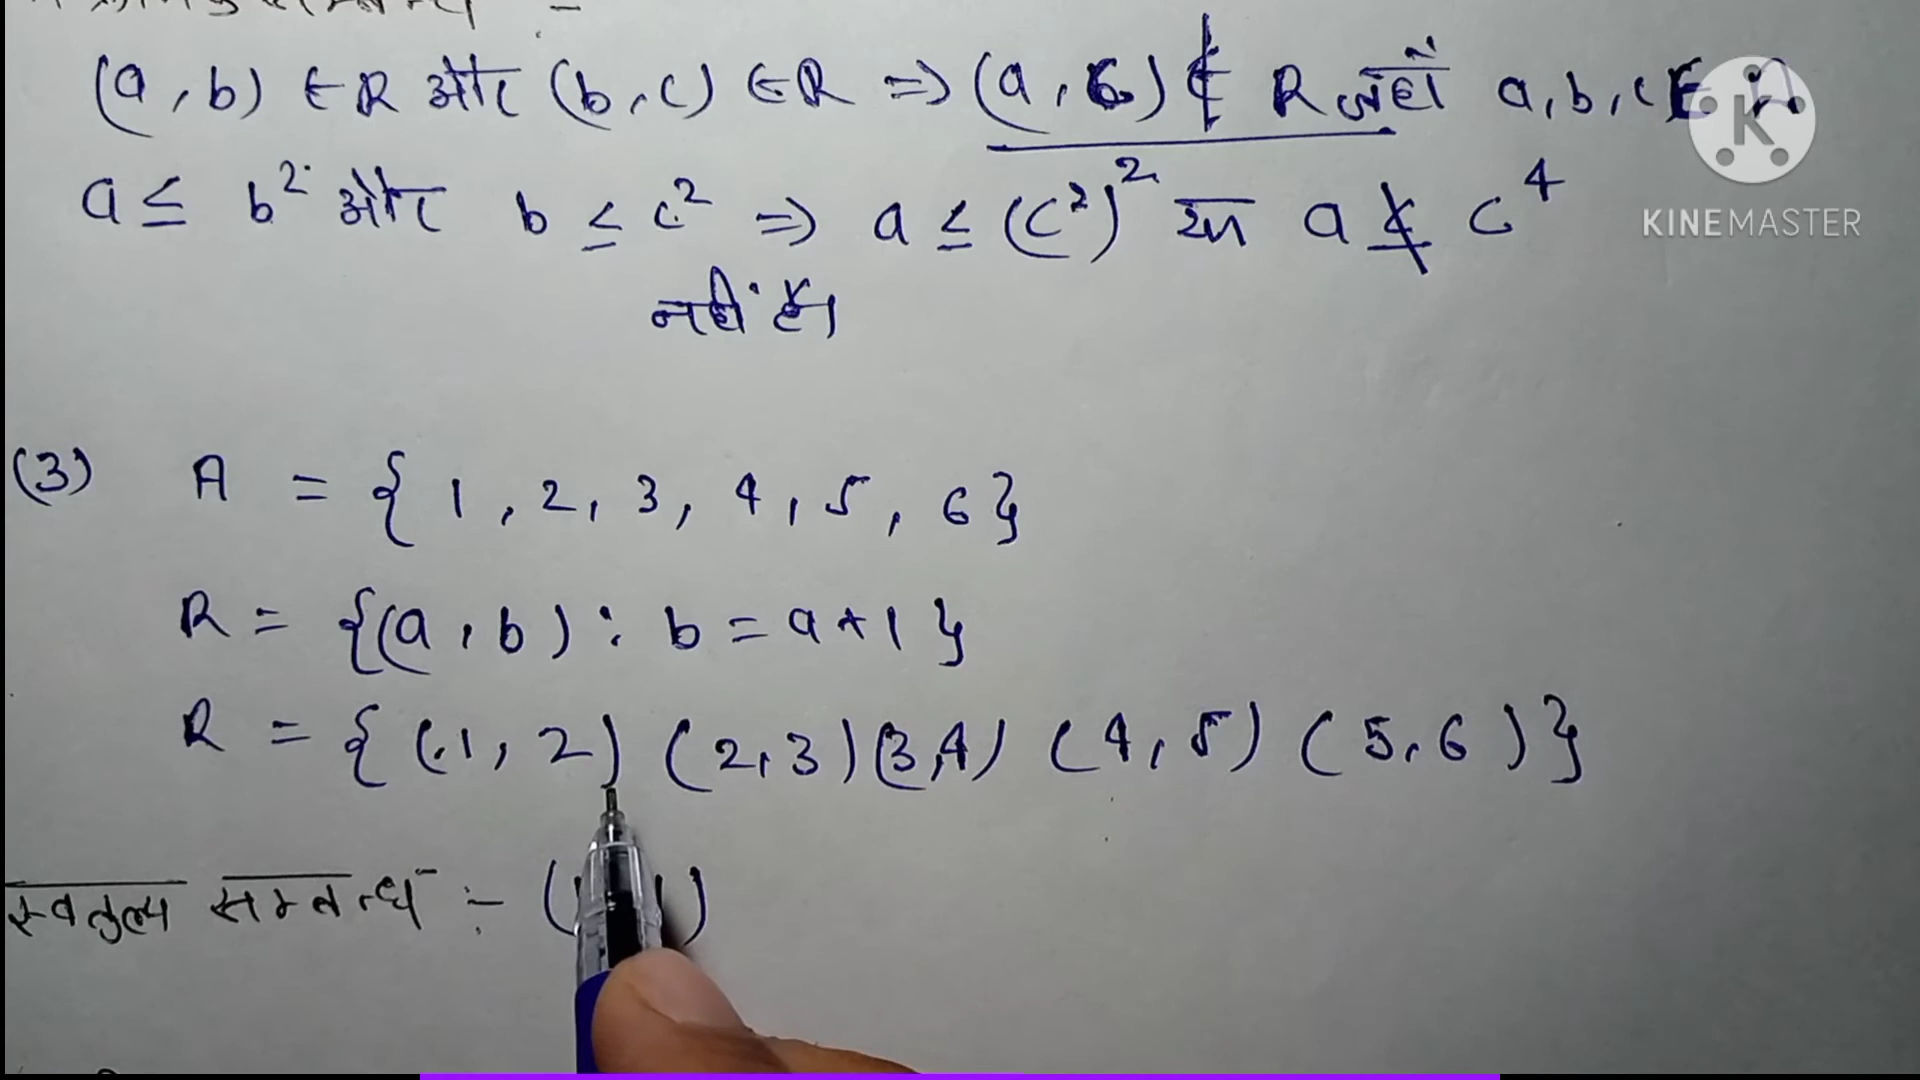 (a, b) ∈ R और (b, c) ∈ R ⇒ (a, c) ∉ R जहाँ a, b, c ∈
a ≤ b² और b ≤ c² ⇒ a ≤ (c²)² या a ≰ c⁴
नहीं है।
(3) A = { 1, 2, 3, 4, 5, 6}
R = {(a, b) : b = a+1}
R = { (1, 2) (2,3) (3,4) (4,5) (5,6) }
स्वतुल्य सम्बन्ध :-
K
KINEMASTER